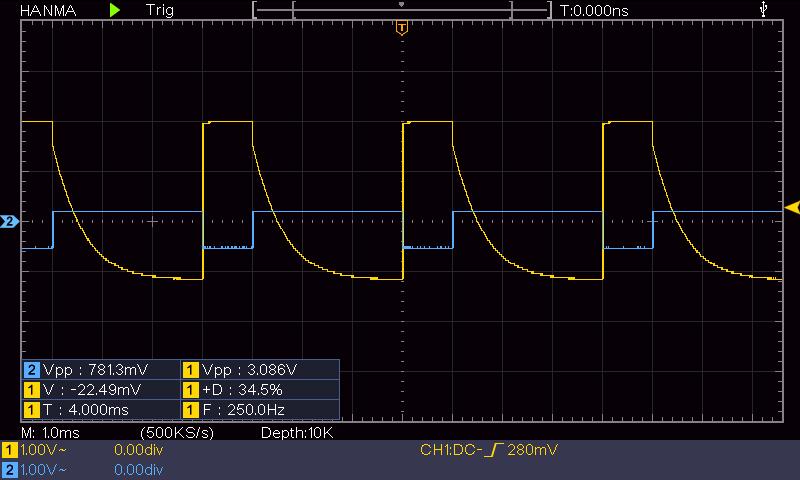 HANMA Trig T T:0.000ns
2
2 Vpp : 781.3mV 1 Vpp : 3.086V
1 V : -22.49mV 1 +D : 34.5%
1 T : 4.000ms 1 F : 250.0Hz
M: 1.0ms (500KS/s) Depth:10K
1 1.00V~ 0.00div CH1:DC- 280mV
2 1.00V~ 0.00div